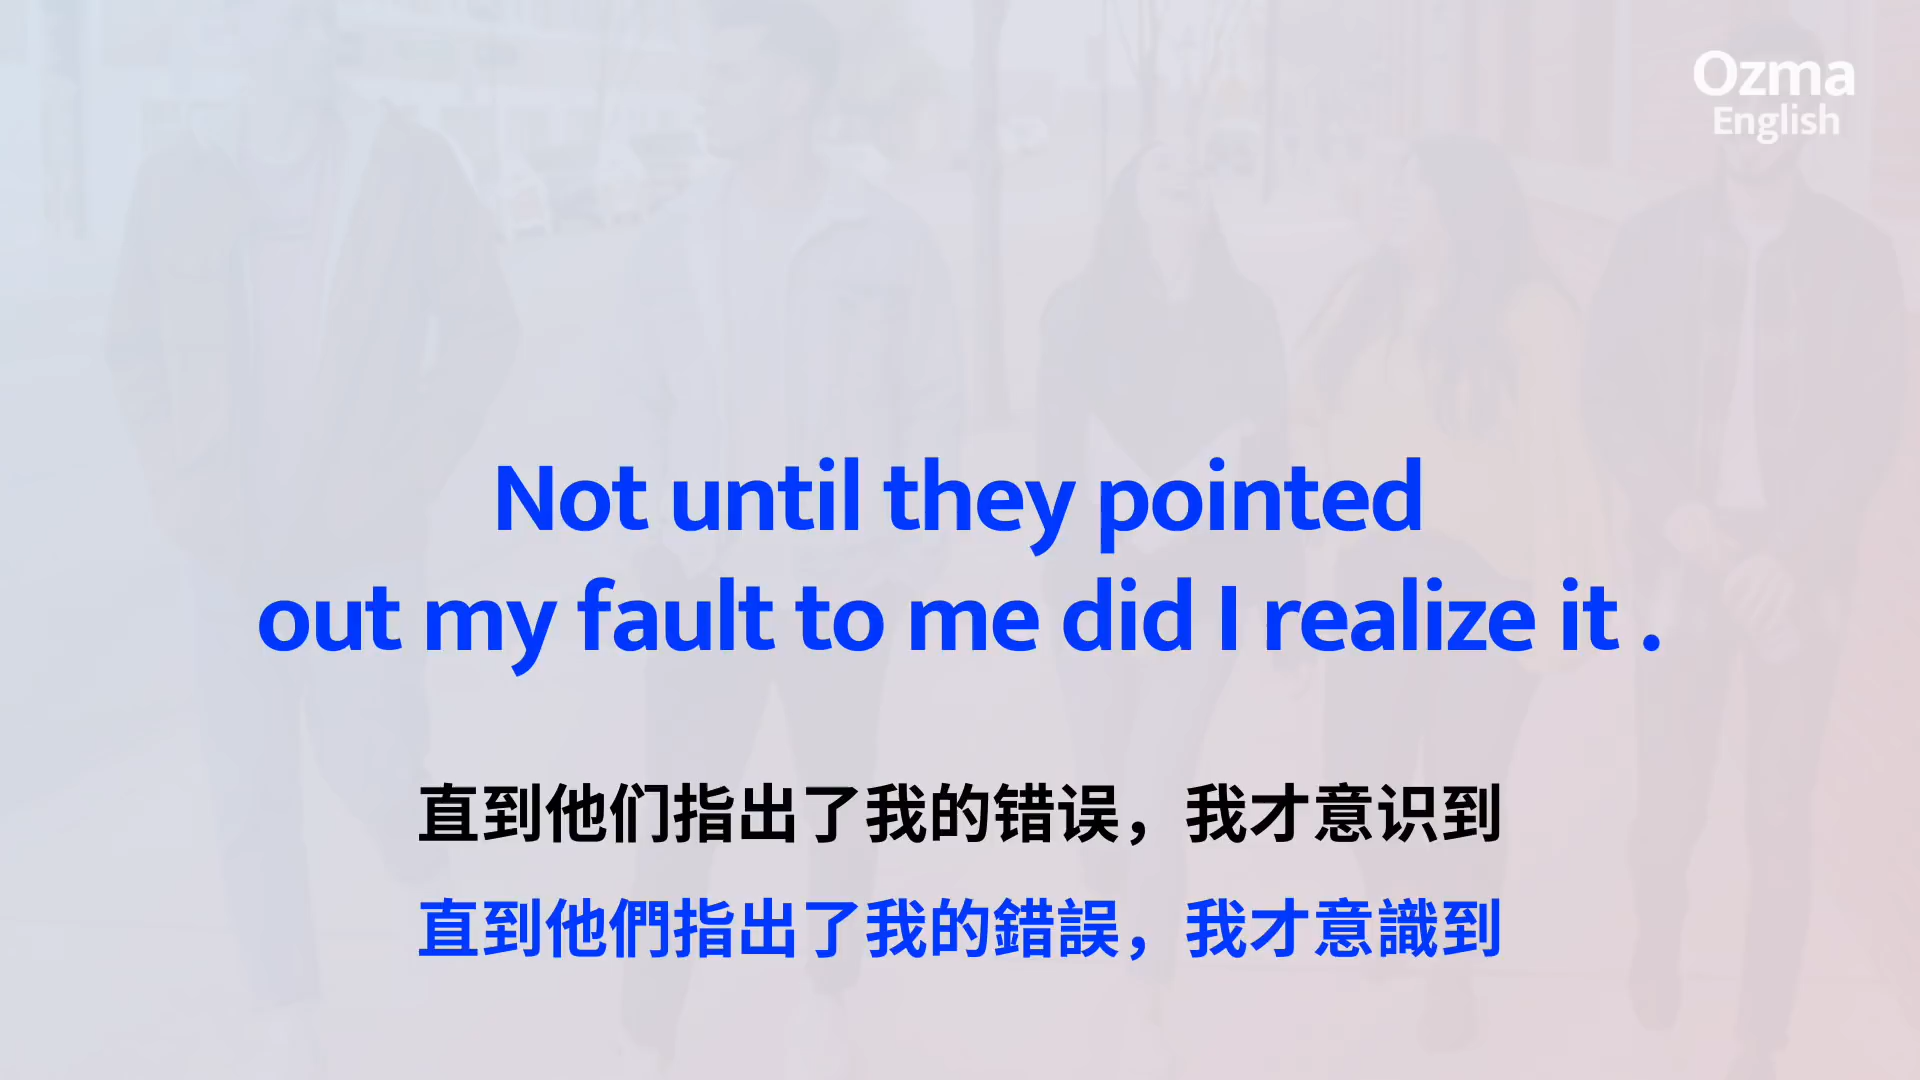 Ozma
English
Not until they pointed
out my fault to me did I realize it .
直到他们指出了我的错误，我才意识到
直到他們指出了我的錯誤，我才意識到